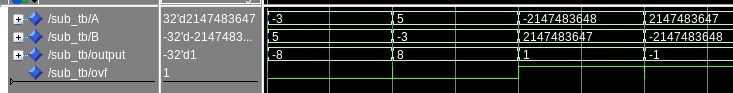 /sub_tb/A 32'd2147483647 -3 5 -2147483648 2147483647
/sub_tb/B -32'd-2147483... 5 -3 2147483647 -2147483648
/sub_tb/output -32'd1 -8 8 1 -1
/sub_tb/ovf 1